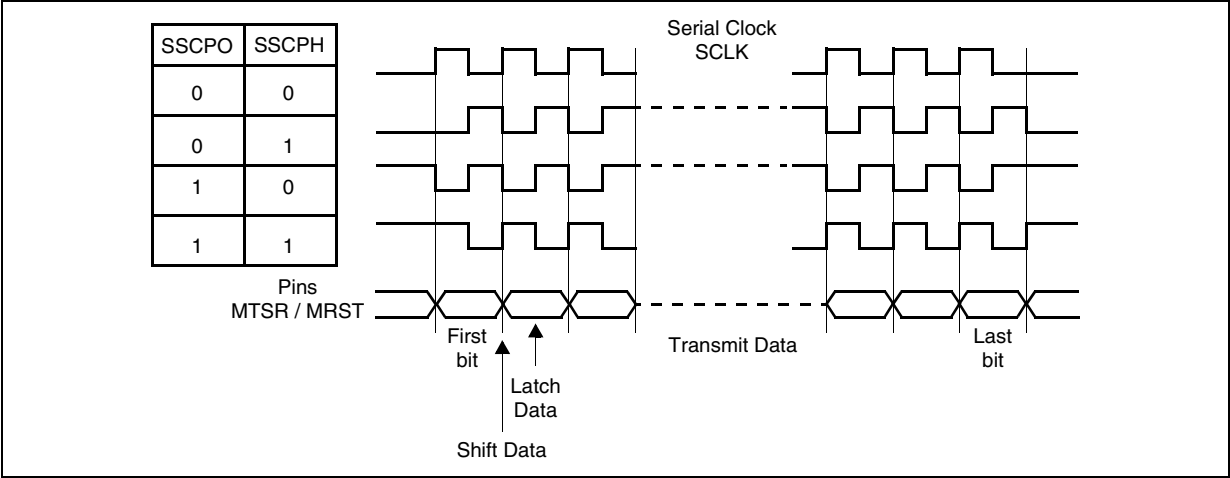 SSCPO SSCPH
0 0
0 1
1 0
1 1
Serial Clock
SCLK
Pins
MTSR / MRST
First
bit
Transmit Data
Last
bit
Latch
Data
Shift Data